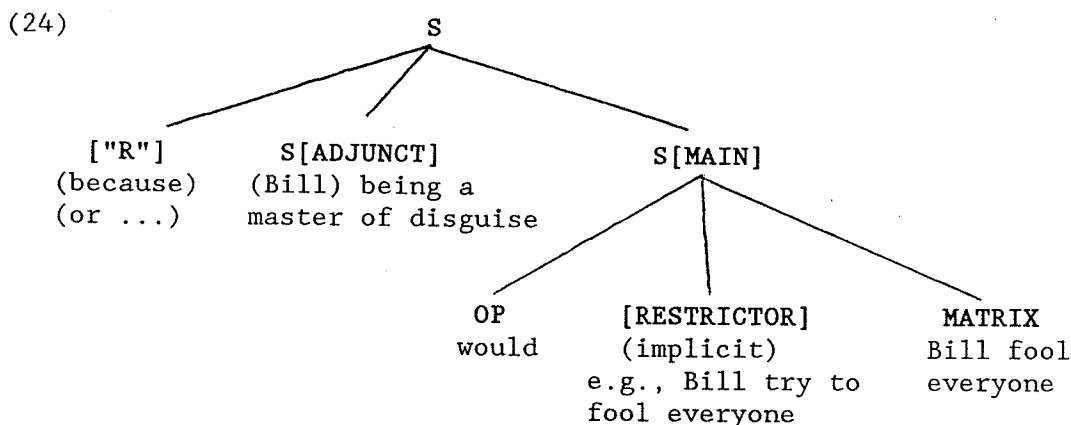 (24)
S
["R"] S[ADJUNCT] S[MAIN]
(because) (Bill) being a
(or ...) master of disguise
OP [RESTRICTOR] MATRIX
would (implicit) Bill fool
e.g., Bill try to everyone
fool everyone